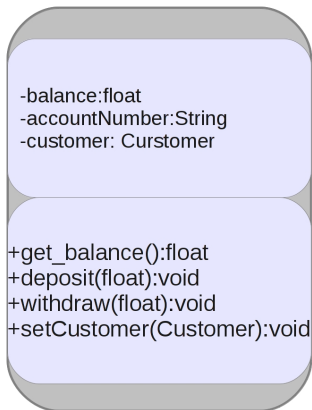 -balance:float
-accountNumber:String
-customer: Curstomer
+get_balance():float
+deposit(float):void
+withdraw(float):void
+setCustomer(Customer):void